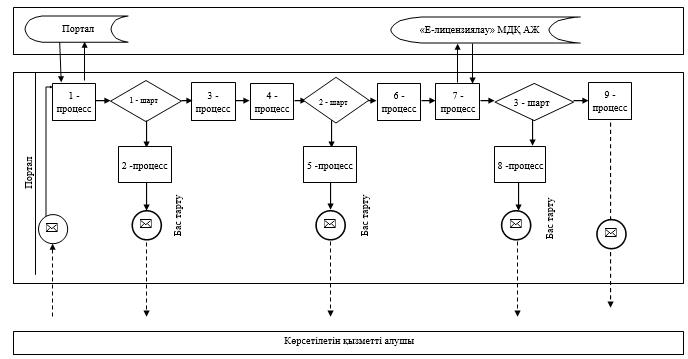 Портал
«Е-лицензиялау» МДҚ АЖ
Портал
1 -
процесс
1 - шарт
3 -
процесс
4 -
процесс
2 - шарт
6 -
процесс
7 -
процесс
3 - шарт
9 -
процесс
2 -процесс
5 -процесс
8 -процесс
Бас тарту
Бас тарту
Бас тарту
Көрсетілетін қызметті алушы